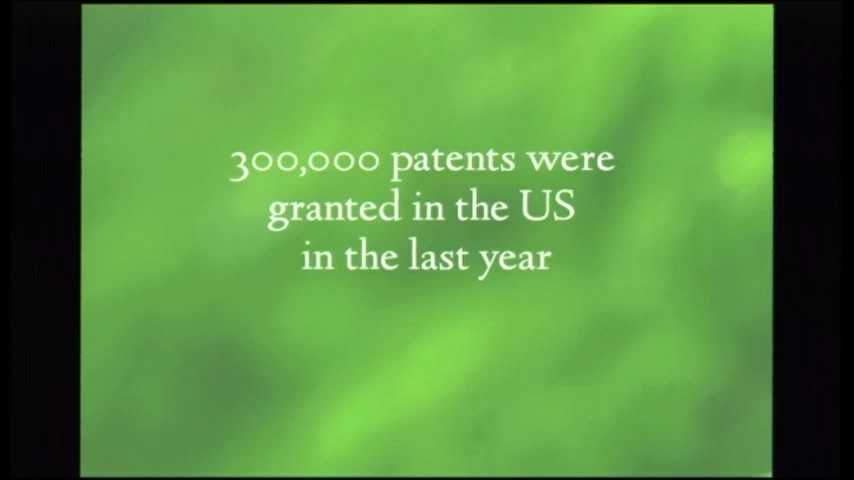 300,000 patents were
granted in the US
in the last year